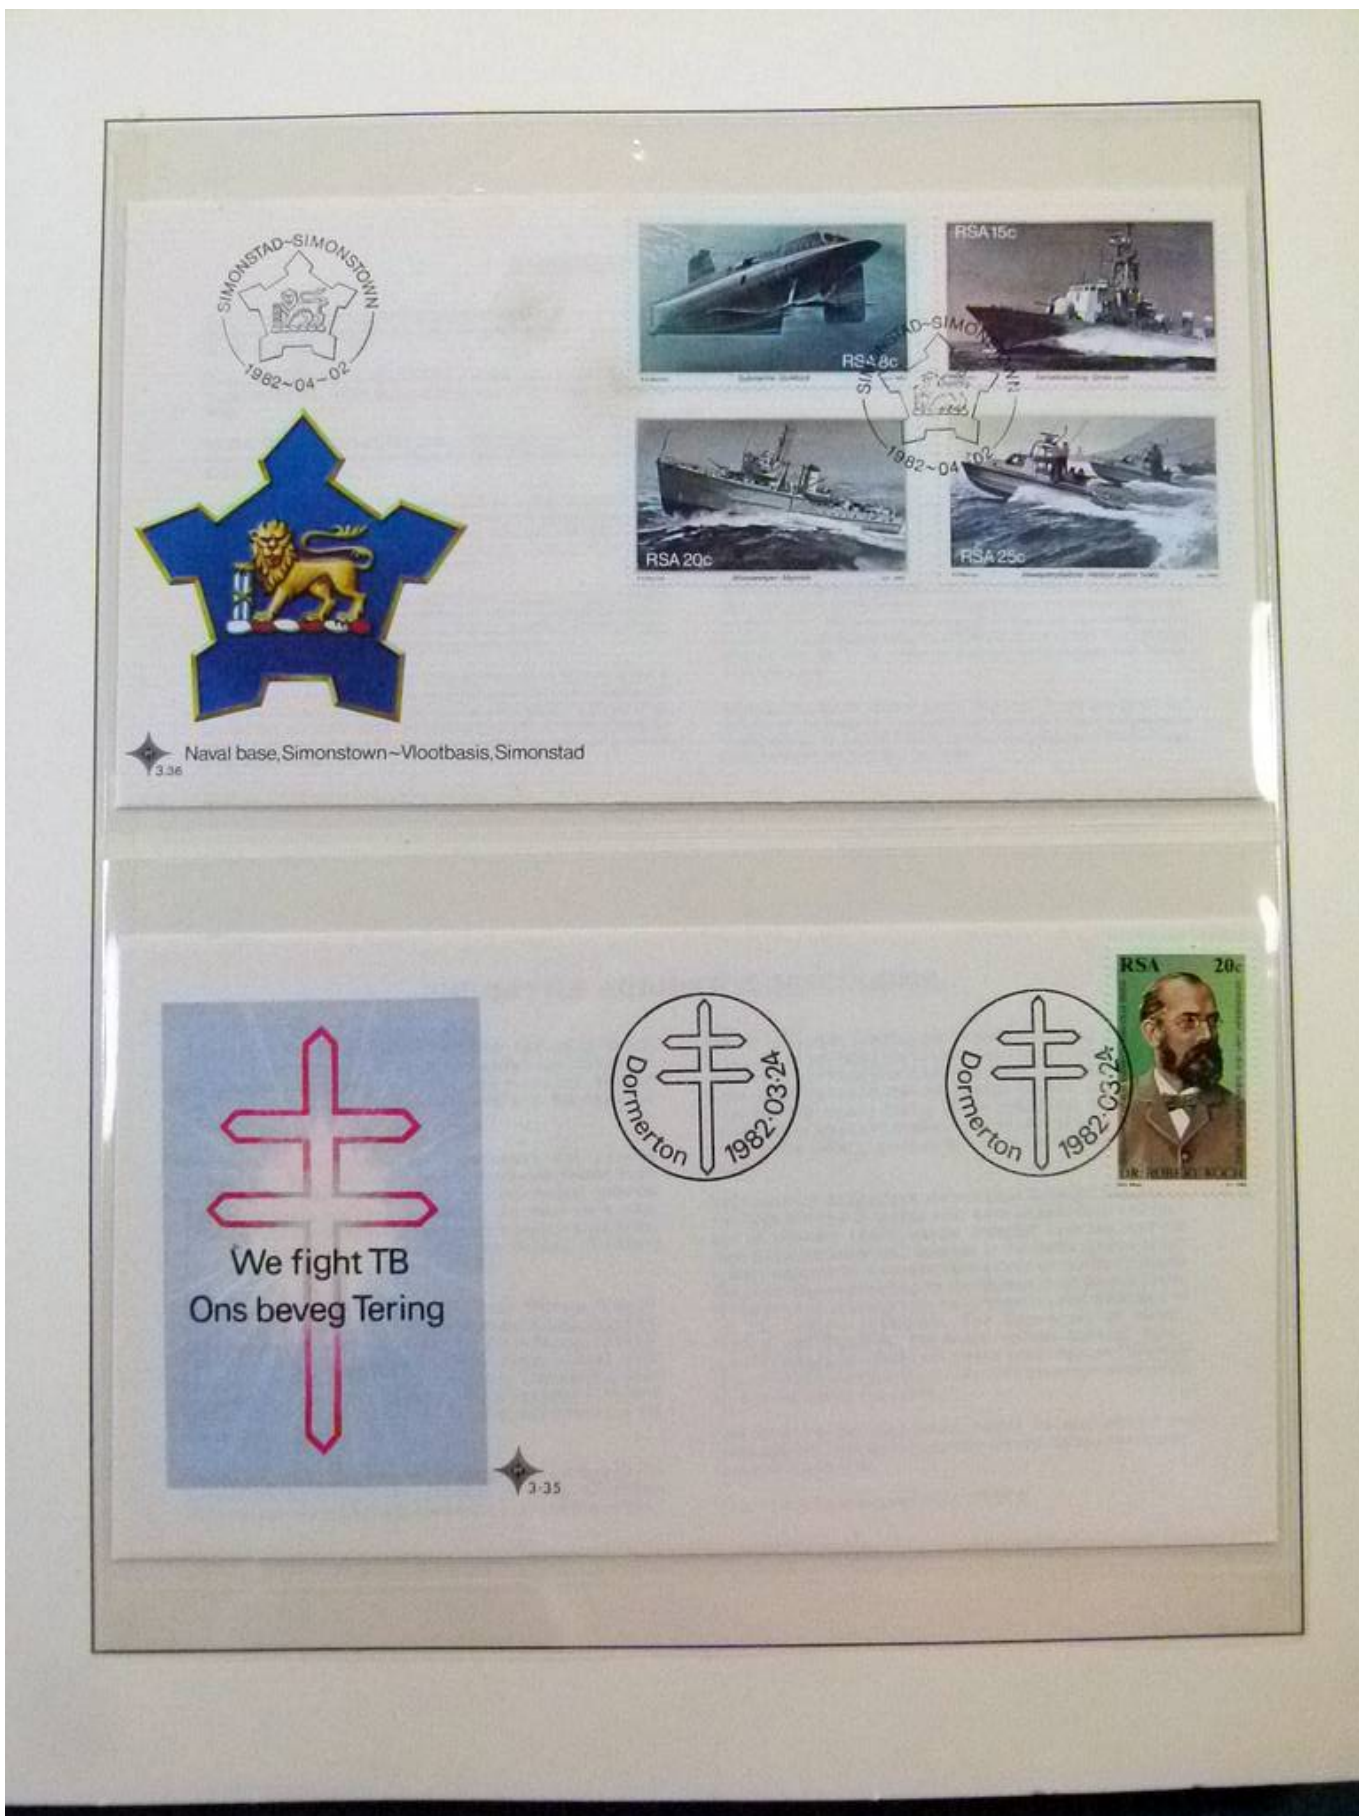 SIMONSTAD~SIMONSTOWN
1982~04~02
RSA 8c
RSA 15c
SIMONSTAD~SIMONSTOWN
1982~04~02
RSA 20c
RSA 25c
3.36
Naval base, Simonstown~Vlootbasis, Simonstad
Dormerton 1982·03·24
Dormerton 1982·03·24
RSA 20c
DR. ROBERT KOCH
We fight TB
Ons beveg Tering
3·35